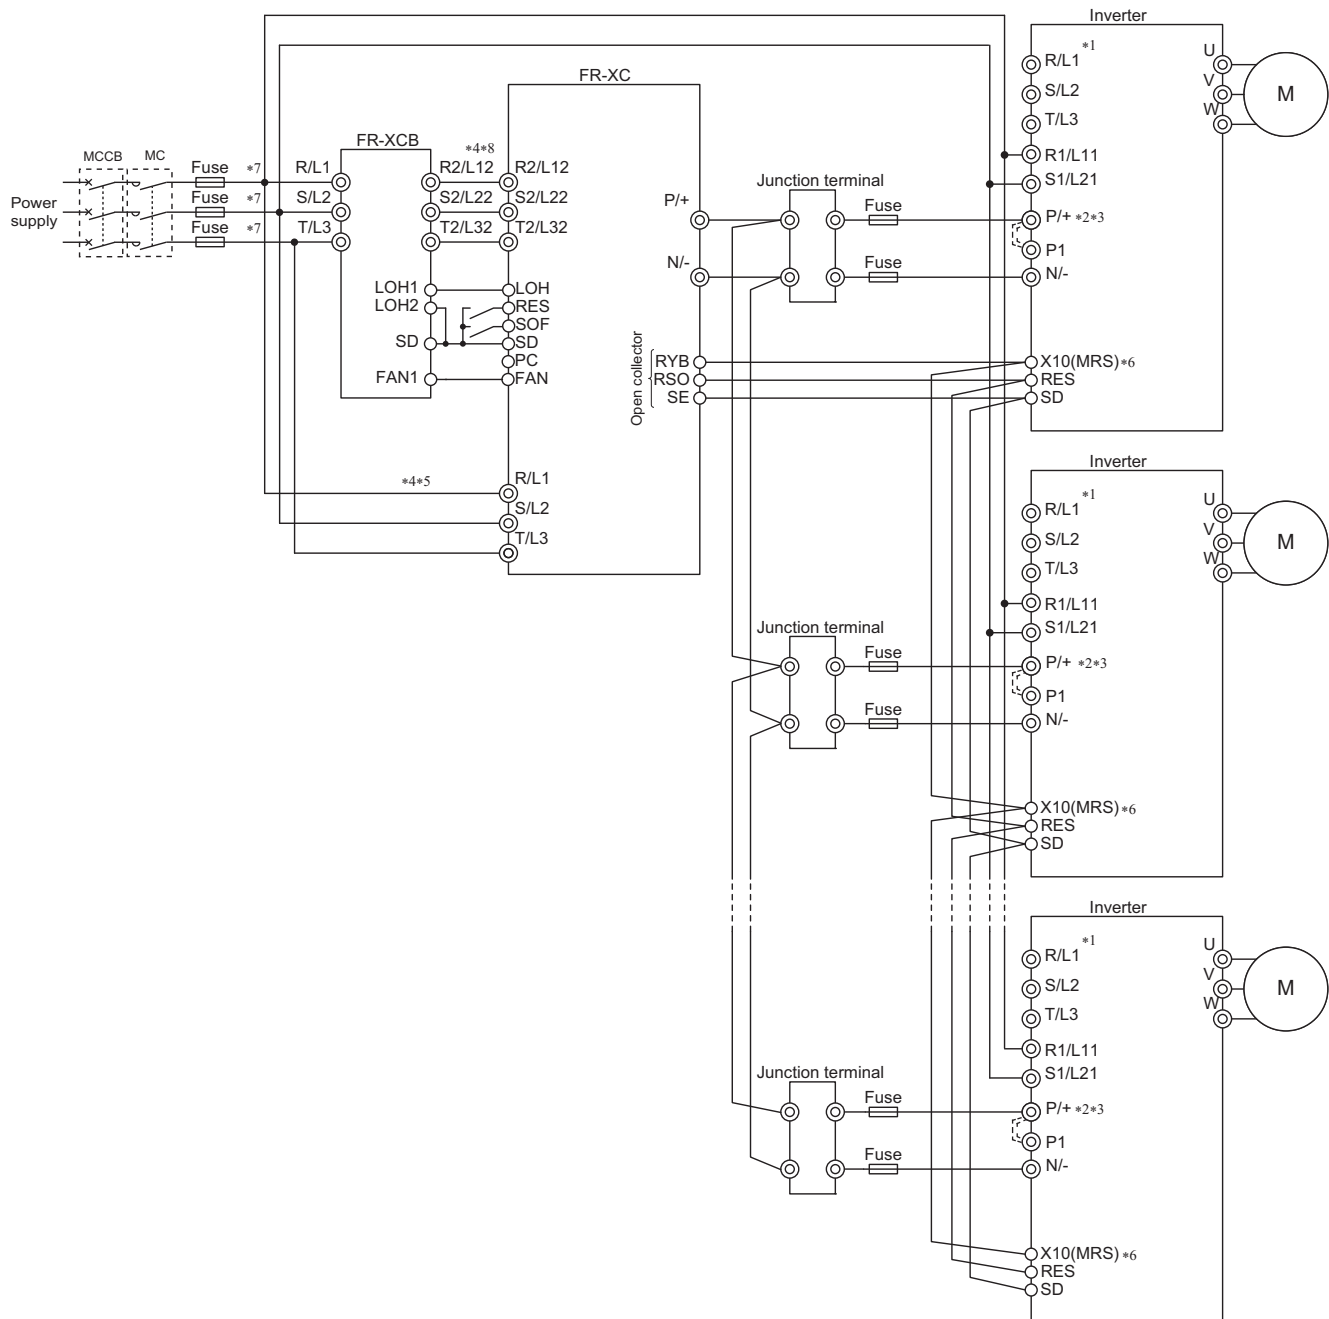 Inverter
R/L1 *1
S/L2
T/L3
R1/L11
S1/L21
P/+ *2*3
P1
N/-
X10(MRS)*6
RES
SD
U
V
W
M
FR-XC
FR-XCB
MCCB
MC
Power
supply
Fuse *7
Fuse *7
Fuse *7
R/L1
S/L2
T/L3
*4*8
R2/L12
S2/L22
T2/L32
LOH1
LOH2
SD
FAN1
R2/L12
S2/L22
T2/L32
LOH
RES
SOF
SD
PC
FAN
*4*5
R/L1
S/L2
T/L3
P/+
N/-
Open collector
RYB
RSO
SE
Junction terminal
Fuse
Fuse
Inverter
R/L1 *1
S/L2
T/L3
R1/L11
S1/L21
P/+ *2*3
P1
N/-
X10(MRS)*6
RES
SD
U
V
W
M
Junction terminal
Fuse
Fuse
Inverter
R/L1 *1
S/L2
T/L3
R1/L11
S1/L21
P/+ *2*3
P1
N/-
X10(MRS)*6
RES
SD
U
V
W
M
Junction terminal
Fuse
Fuse